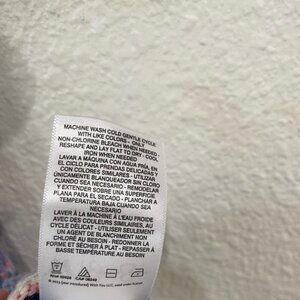 MACHINE WASH COLD GENTLE CYCLE
WITH LIKE COLORS - ONLY
NON-CHLORINE BLEACH WHEN NEEDED
RESHAPE AND LAY FLAT TO DRY - COOL
IRON WHEN NEEDED
LAVAR A MÁQUINA CON AGUA FRÍA, EN
EL CICLO PARA PRENDAS DELICADAS Y
CON COLORES SIMILARES - UTILIZAR
ÚNICAMENTE BLANQUEADOR SIN CLORO
CUANDO SEA NECESARIO - REMODELAR
Y EXTENDER SOBRE UNA SUPERFICIE
PLANA PARA EL SECADO - PLANCHAR A
TEMPERATURA BAJA CUANDO SEA
NECESARIO
LAVER À LA MACHINE À L'EAU FROIDE
AVEC DES COULEURS SIMILAIRES, AU
CYCLE DÉLICAT - UTILISER SEULEMENT
UN AGENT DE BLANCHIMENT NON
CHLORÉ AU BESOIN - REDONNER LA
FORME ET SÉCHER À PLAT - REPASSER À
BASSE TEMPÉRATURE AU BESOIN